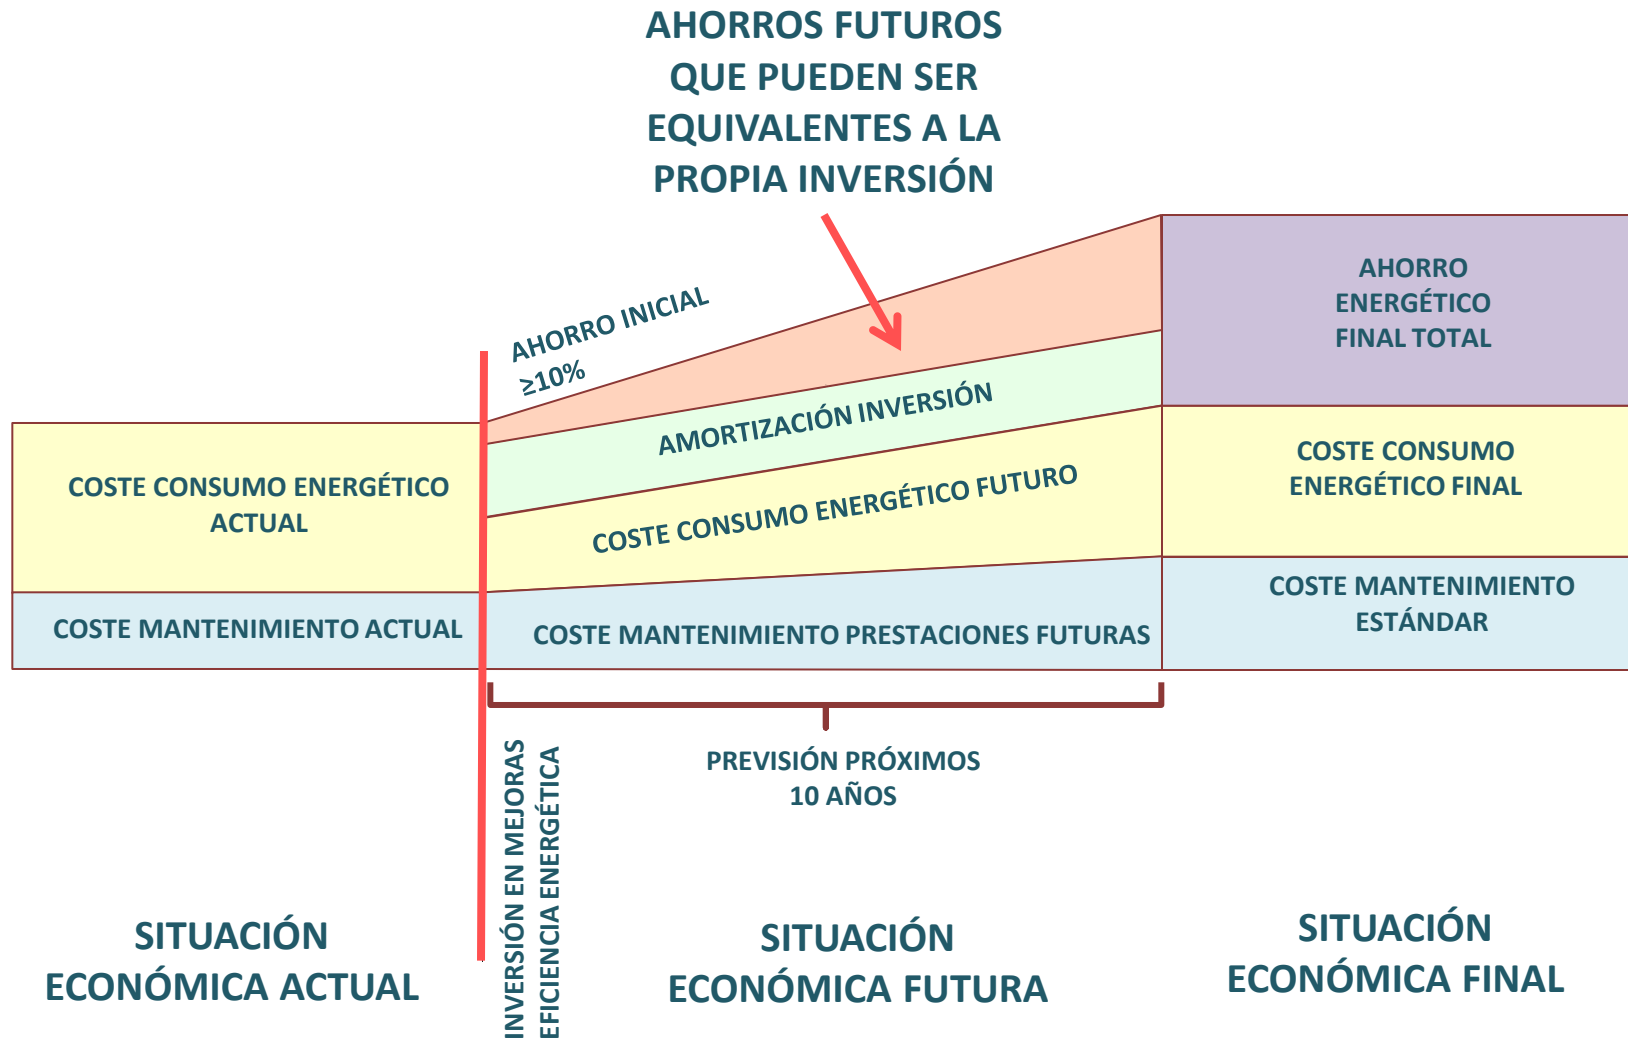 AHORROS FUTUROS
QUE PUEDEN SER
EQUIVALENTES A LA
PROPIA INVERSIÓN
AHORRO INICIAL
≥10%
AHORRO
ENERGÉTICO
FINAL TOTAL
AMORTIZACIÓN INVERSIÓN
COSTE CONSUMO ENERGÉTICO
ACTUAL
COSTE CONSUMO ENERGÉTICO FUTURO
COSTE CONSUMO
ENERGÉTICO FINAL
COSTE MANTENIMIENTO ACTUAL
COSTE MANTENIMIENTO PRESTACIONES FUTURAS
COSTE MANTENIMIENTO
ESTÁNDAR
INVERSIÓN EN MEJORAS
EFICIENCIA ENERGÉTICA
PREVISIÓN PRÓXIMOS
10 AÑOS
SITUACIÓN
ECONÓMICA ACTUAL
SITUACIÓN
ECONÓMICA FUTURA
SITUACIÓN
ECONÓMICA FINAL